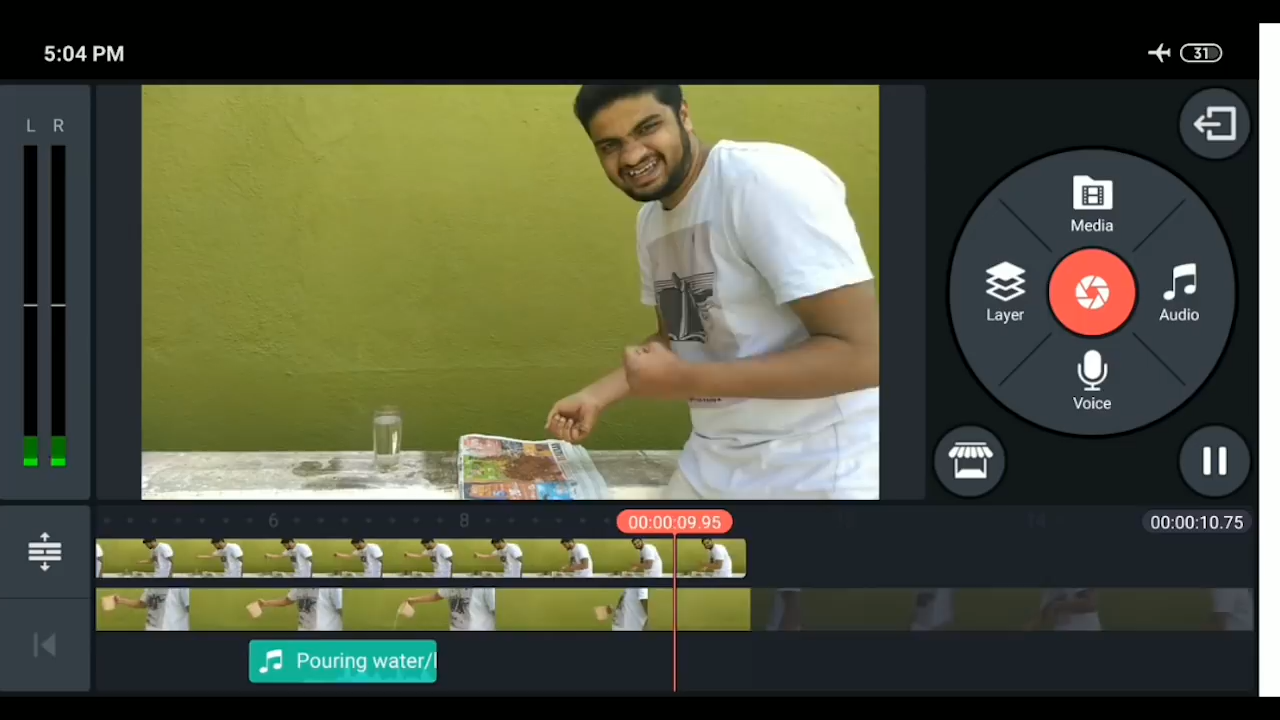 5:04 PM
31
L R
Media
Layer
Audio
Voice
6
8
00:00:09.95
00:00:10.75
Pouring water/